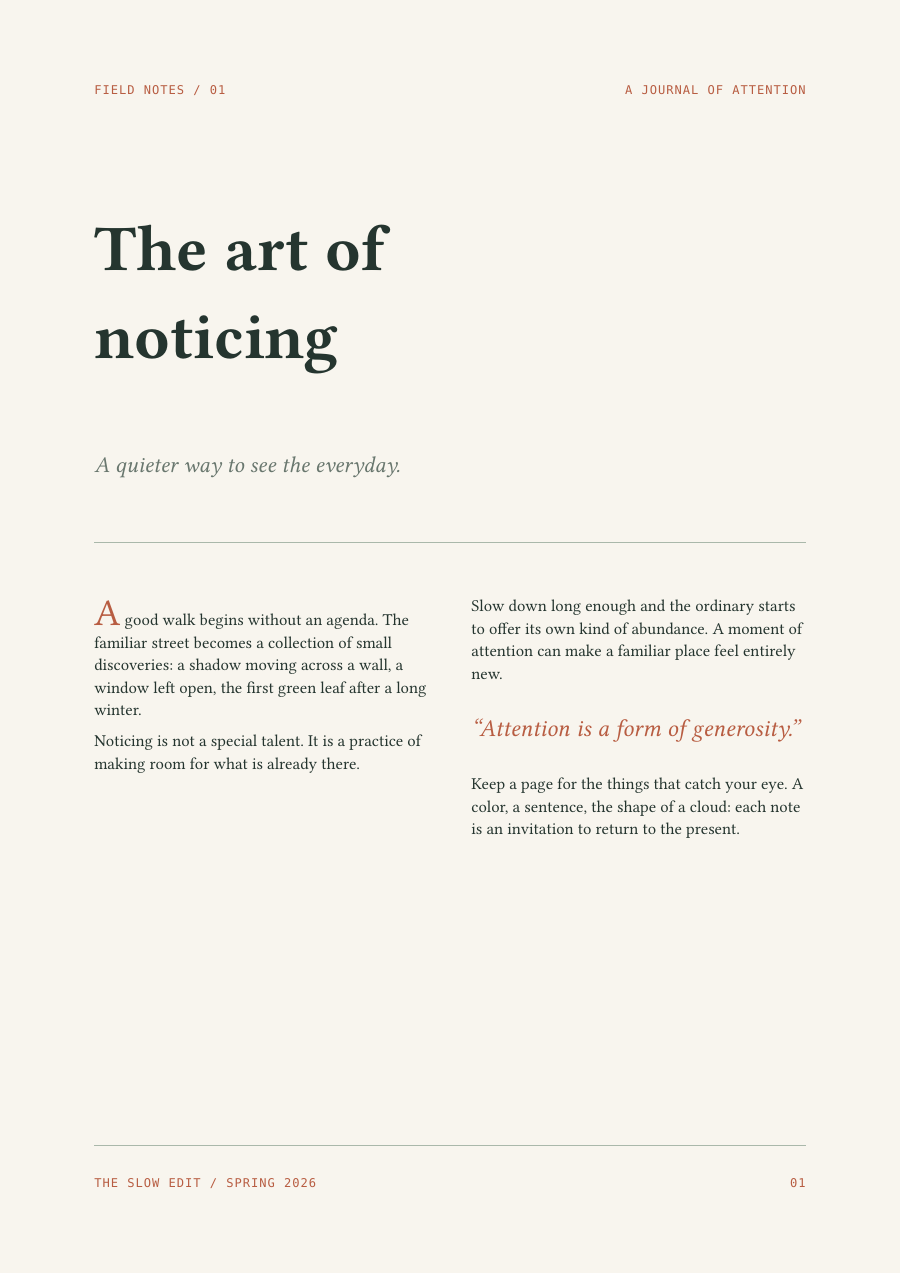 FIELD NOTES / 01
A JOURNAL OF ATTENTION
The art of
noticing
A quieter way to see the everyday.
A good walk begins without an agenda. The
familiar street becomes a collection of small
discoveries: a shadow moving across a wall, a
window left open, the first green leaf after a long
winter.
Noticing is not a special talent. It is a practice of
making room for what is already there.
Slow down long enough and the ordinary starts
to offer its own kind of abundance. A moment of
attention can make a familiar place feel entirely
new.
“Attention is a form of generosity.”
Keep a page for the things that catch your eye. A
color, a sentence, the shape of a cloud: each note
is an invitation to return to the present.
THE SLOW EDIT / SPRING 2026
01